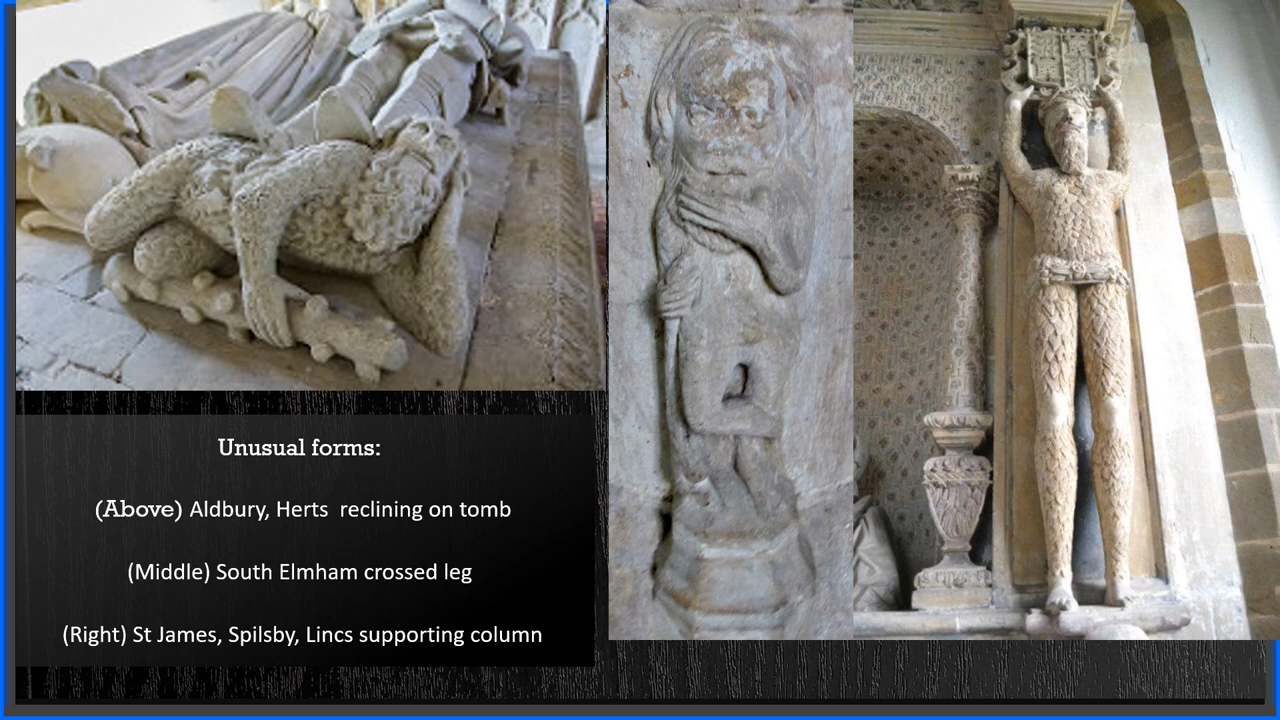 Unusual forms:
(Above) Aldbury, Herts  reclining on tomb
(Middle) South Elmham crossed leg
(Right) St James, Spilsby, Lincs supporting column